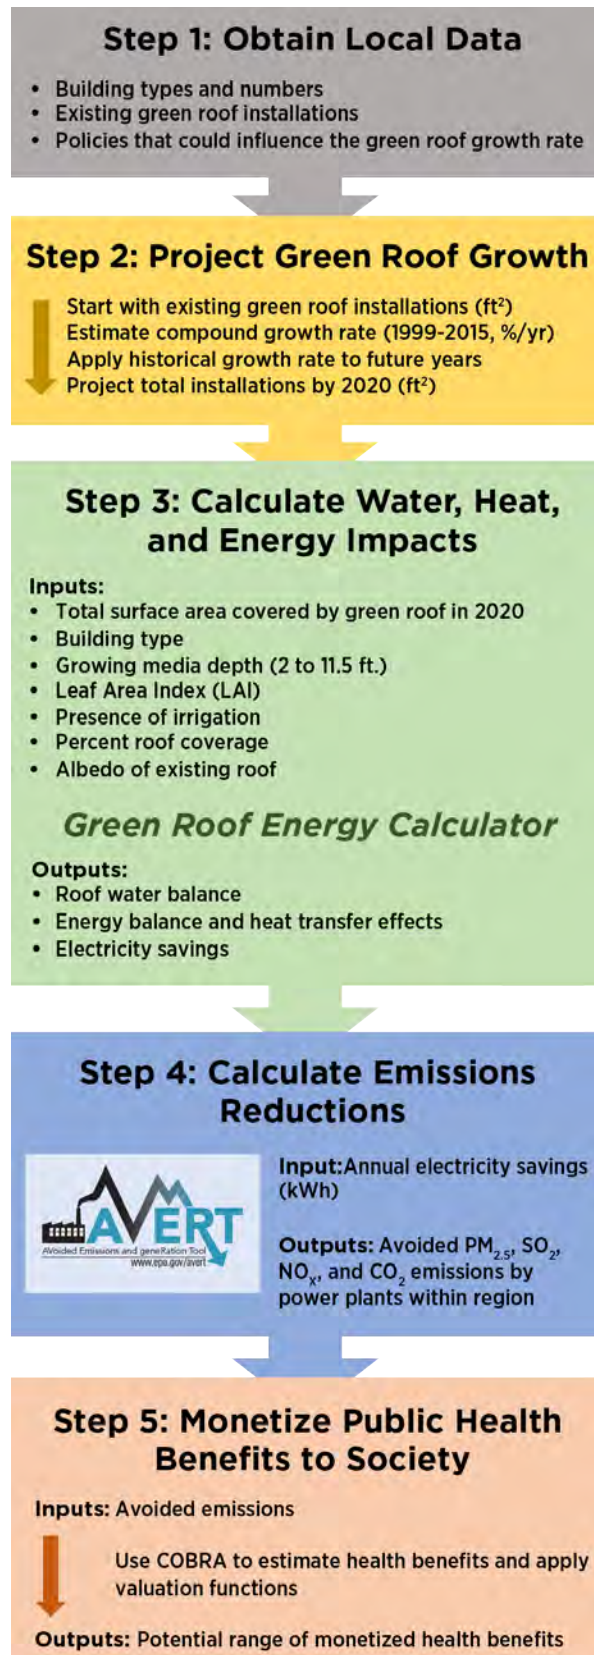 Step 1: Obtain Local Data
• Building types and numbers
• Existing green roof installations
• Policies that could influence the green roof growth rate
Step 2: Project Green Roof Growth
Start with existing green roof installations (ft²)
Estimate compound growth rate (1999-2015, %/yr)
Apply historical growth rate to future years
Project total installations by 2020 (ft²)
Step 3: Calculate Water, Heat,
and Energy Impacts
Inputs:
• Total surface area covered by green roof in 2020
• Building type
• Growing media depth (2 to 11.5 ft.)
• Leaf Area Index (LAI)
• Presence of irrigation
• Percent roof coverage
• Albedo of existing roof
Green Roof Energy Calculator
Outputs:
• Roof water balance
• Energy balance and heat transfer effects
• Electricity savings
Step 4: Calculate Emissions
Reductions
AVERT
AVoided Emissions and geneRation Tool
www.epa.gov/avert
Input:Annual electricity savings
(kWh)
Outputs: Avoided PM₂.₅, SO₂,
NOₓ, and CO₂ emissions by
power plants within region
Step 5: Monetize Public Health
Benefits to Society
Inputs: Avoided emissions
Use COBRA to estimate health benefits and apply
valuation functions
Outputs: Potential range of monetized health benefits